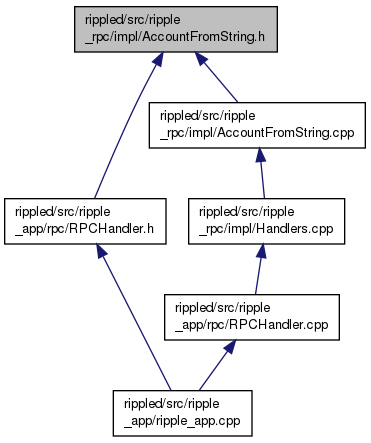 rippled/src/ripple
_rpc/impl/AccountFromString.h
rippled/src/ripple
_rpc/impl/AccountFromString.cpp
rippled/src/ripple
_app/rpc/RPCHandler.h
rippled/src/ripple
_rpc/impl/Handlers.cpp
rippled/src/ripple
_app/rpc/RPCHandler.cpp
rippled/src/ripple
_app/ripple_app.cpp